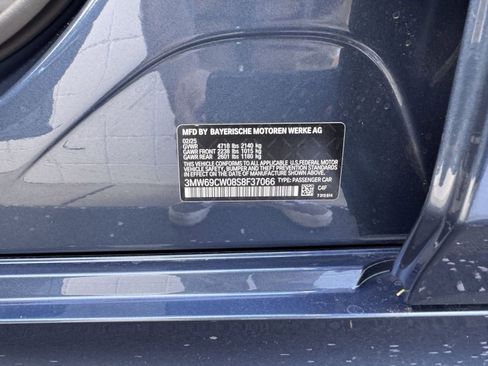 MFD BY BAYERISCHE MOTOREN WERKE AG
02/25
GVWR 4718 lbs 2140 kg
GAWR FRONT 2238 lbs 1015 kg
GAWR REAR 2601 lbs 1180 kg
THIS VEHICLE CONFORMS TO ALL APPLICABLE U.S.FEDERAL MOTOR
VEHICLE SAFETY, BUMPER AND THEFT PREVENTION STANDARDS
IN EFFECT ON THE DATE OF MANUFACTURE SHOWN ABOVE.
3MW69CW08S8F37066 TYPE: PASSENGER CAR
C4F